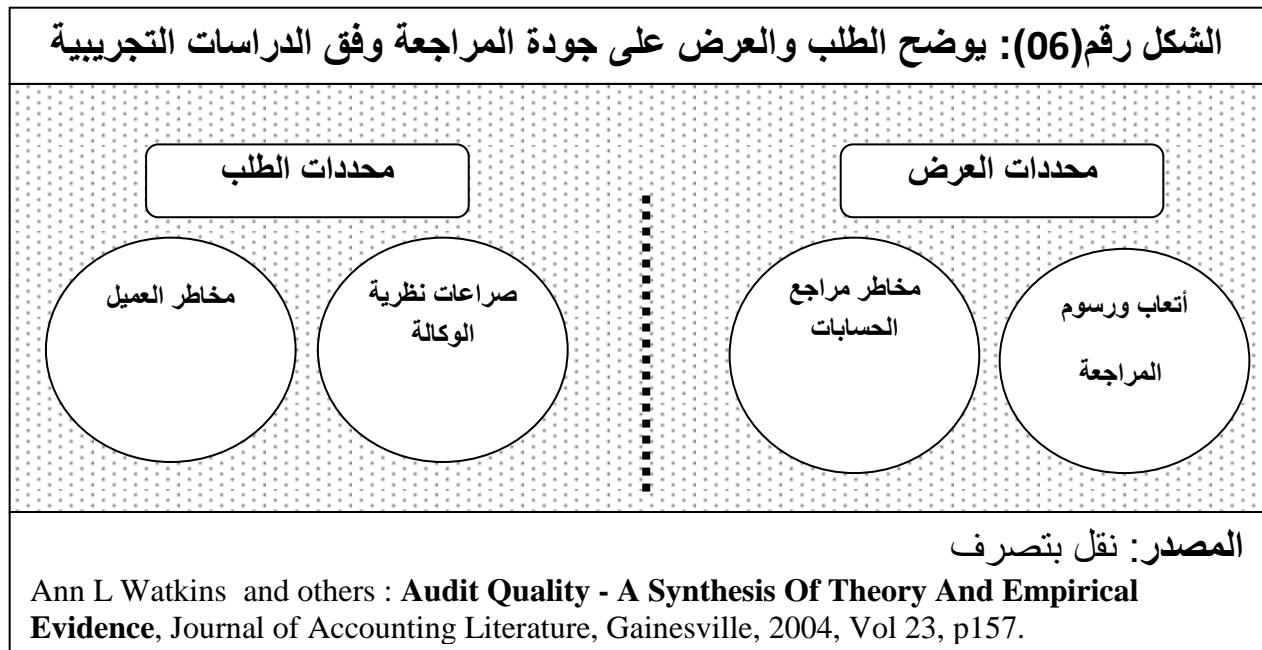 الشكل رقم(06): يوضح الطلب والعرض على جودة المراجعة وفق الدراسات التجريبية
محددات العرض
محددات الطلب
أتعاب ورسوم
المراجعة
مخاطر مراجع
الحسابات
صراعات نظرية
الوكالة
مخاطر العميل
المصدر: نقل بتصرف
Ann L Watkins and others : Audit Quality - A Synthesis Of Theory And Empirical
Evidence, Journal of Accounting Literature, Gainesville, 2004, Vol 23, p157.